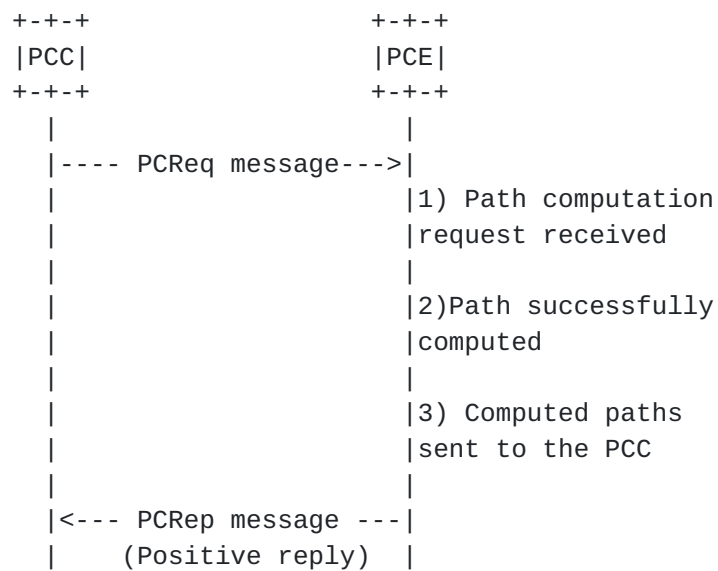 +-+-+                  +-+-+
|PCC|                  |PCE|
+-+-+                  +-+-+
  |                       |
  |---- PCReq message--->|
  |                       |1) Path computation
  |                       |request received
  |                       |
  |                       |2)Path successfully
  |                       |computed
  |                       |
  |                       |3) Computed paths
  |                       |sent to the PCC
  |                       |
  |<--- PCRep message ---|
  |    (Positive reply)  |